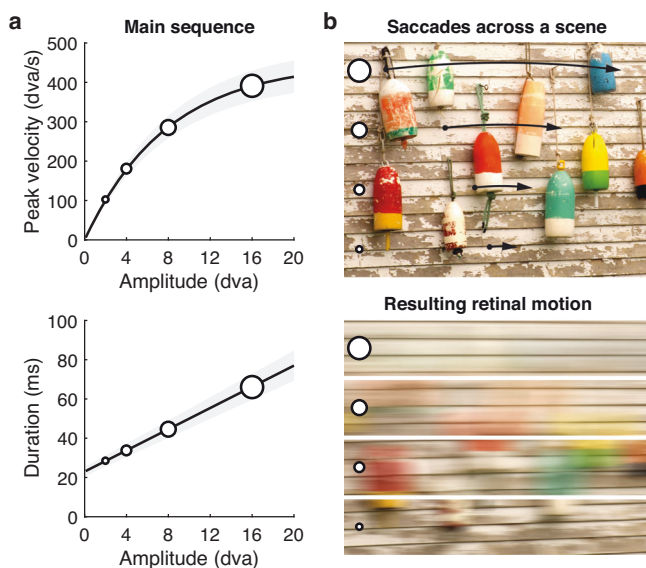 a
Main sequence
Peak velocity (dva/s)
500
400
300
200
100
0
0 4 8 12 16 20
Amplitude (dva)
Duration (ms)
100
80
60
40
20
0
0 4 8 12 16 20
Amplitude (dva)
b
Saccades across a scene
Resulting retinal motion